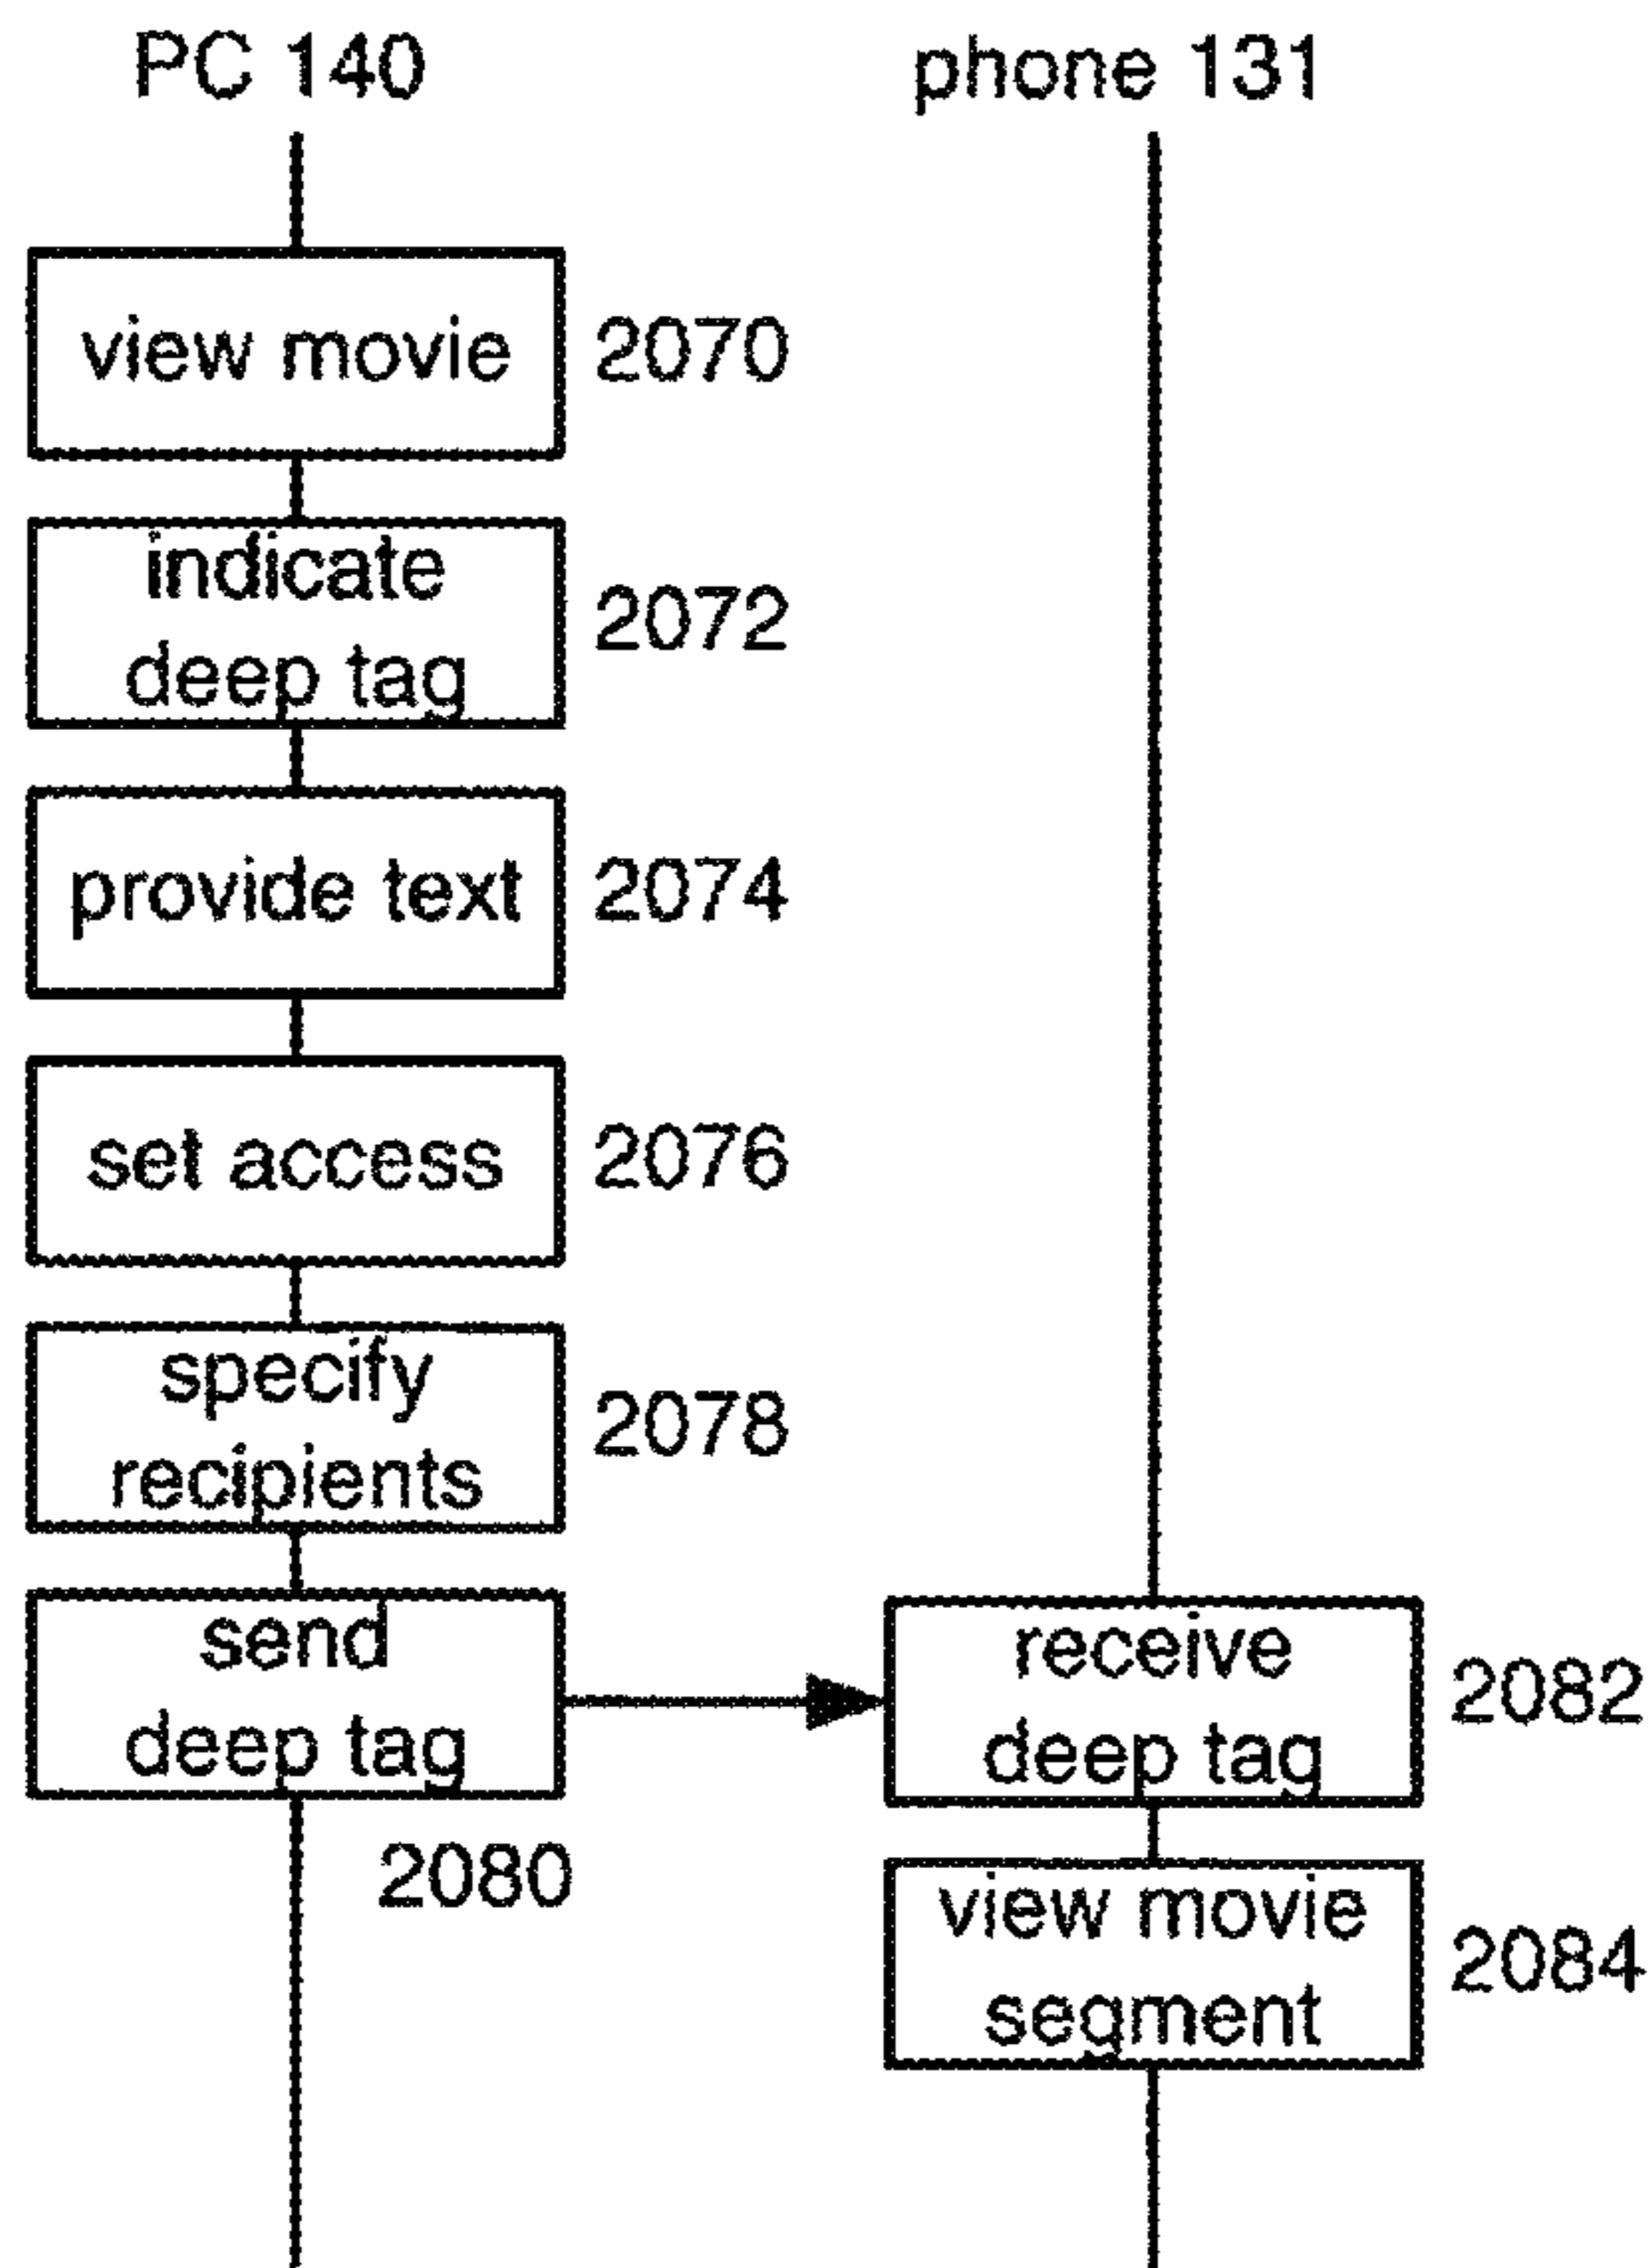 PC 140
phone 131
view movie
2070
indicate
deep tag
2072
provide text
2074
set access
2076
specify
recipients
2078
send
deep tag
2080
receive
deep tag
2082
view movie
segment
2084